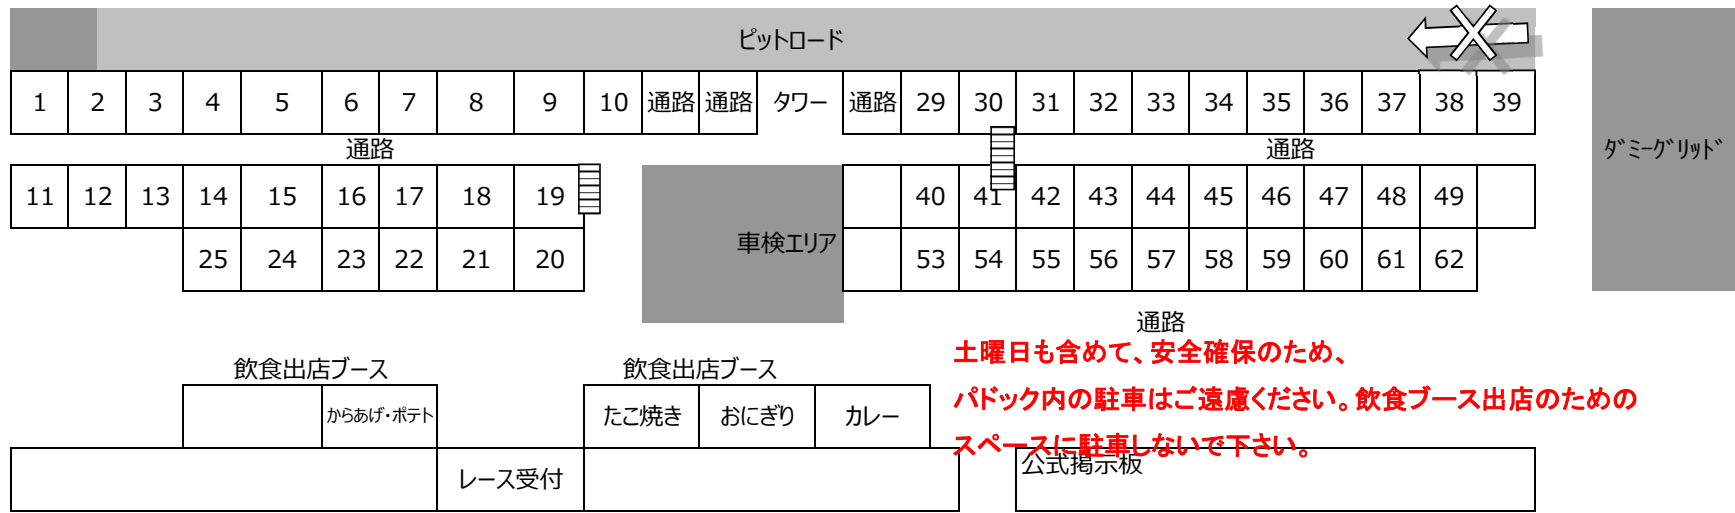 ピットロード
1 2 3 4 5 6 7 8 9 10 通路 通路 タワー 通路 29 30 31 32 33 34 35 36 37 38 39
通路 通路
ﾀﾞﾐｰｸﾞﾘｯﾄﾞ
11 12 13 14 15 16 17 18 19 40 41 42 43 44 45 46 47 48 49
車検エリア
25 24 23 22 21 20 53 54 55 56 57 58 59 60 61 62
通路
土曜日も含めて、安全確保のため、
パドック内の駐車はご遠慮ください。飲食ブース出店のための
スペースに駐車しないで下さい。
飲食出店ブース 飲食出店ブース
からあげ・ポテト たこ焼き おにぎり カレー
レース受付 公式掲示板